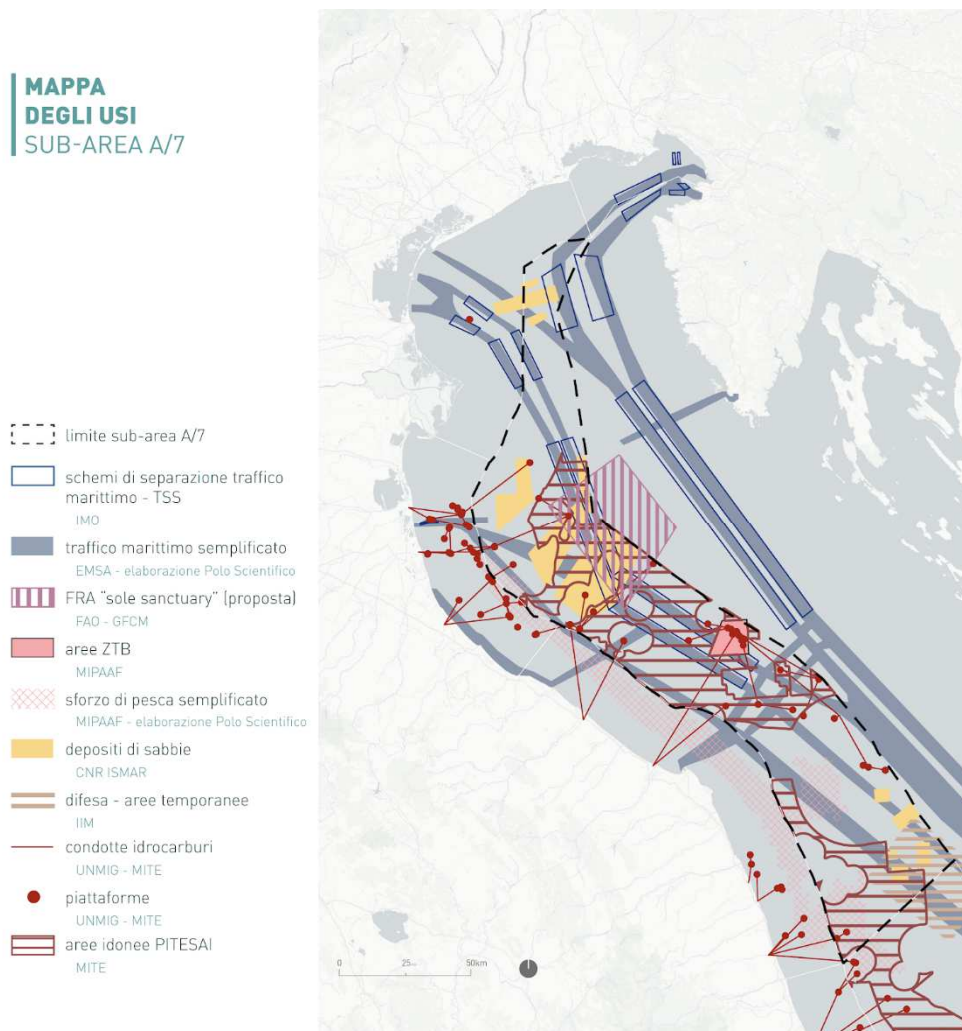 MAPPA
DEGLI USI
SUB-AREA A/7
limite sub-area A/7
schemi di separazione traffico
marittimo - TSS
IMO
traffico marittimo semplificato
EMSA - elaborazione Polo Scientifico
FRA "sole sanctuary" (proposta)
FAO - GFCM
aree ZTB
MIPAAF
sforzo di pesca semplificato
MIPAAF - elaborazione Polo Scientifico
depositi di sabbie
CNR ISMAR
difesa - aree temporanee
IIM
condotte idrocarburi
UNMIG - MITE
piattaforme
UNMIG - MITE
aree idonee PITESAI
MITE
0 25 50km